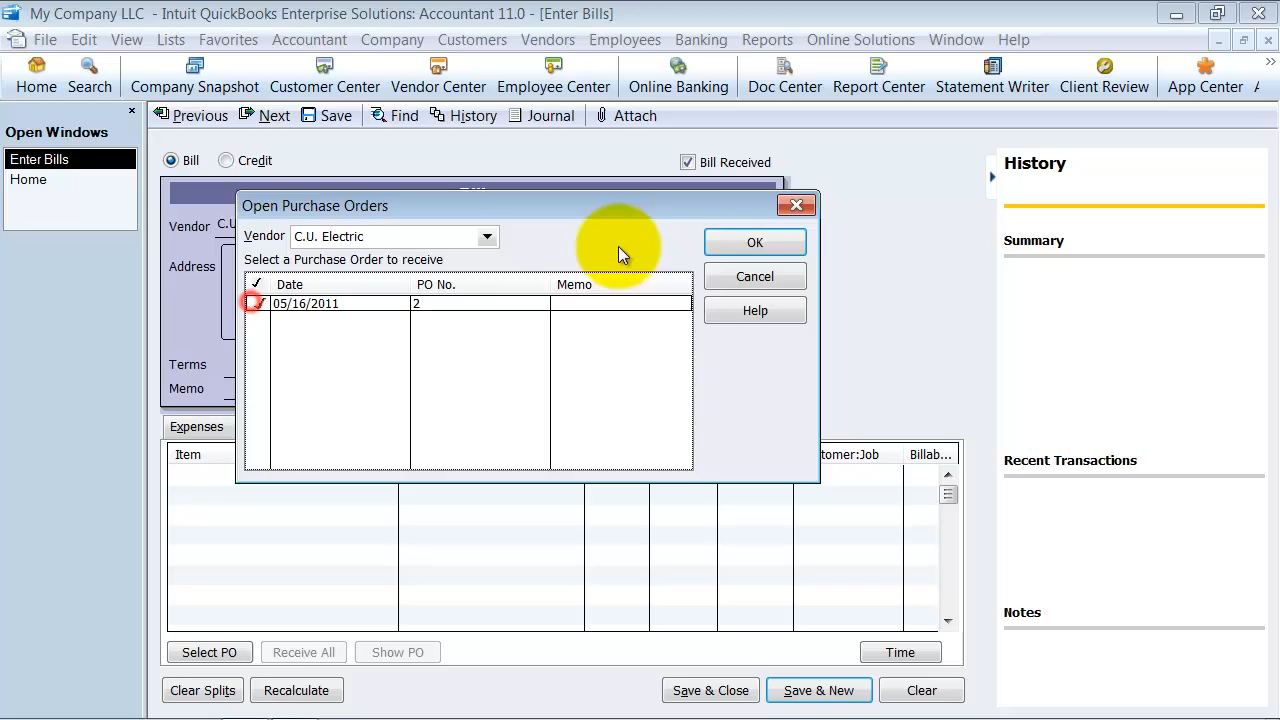 My Company LLC - Intuit QuickBooks Enterprise Solutions: Accountant 11.0 - [Enter Bills]
File Edit View Lists Favorites Accountant Company Customers Vendors Employees Banking Reports Online Solutions Window Help
Home Search Company Snapshot Customer Center Vendor Center Employee Center Online Banking Doc Center Report Center Statement Writer Client Review App Center
Previous Next Save Find History Journal Attach
Open Windows
Enter Bills
Home
Bill Credit Bill Received
Vendor C.U.
Address
Terms
Memo
Open Purchase Orders
Vendor C.U. Electric OK
Select a Purchase Order to receive
Cancel
Help
Date PO No. Memo
05/16/2011 2
Expenses
Item tomer:Job Billab...
Select PO Receive All Show PO Time
Clear Splits Recalculate Save & Close Save & New Clear
History
Summary
Recent Transactions
Notes